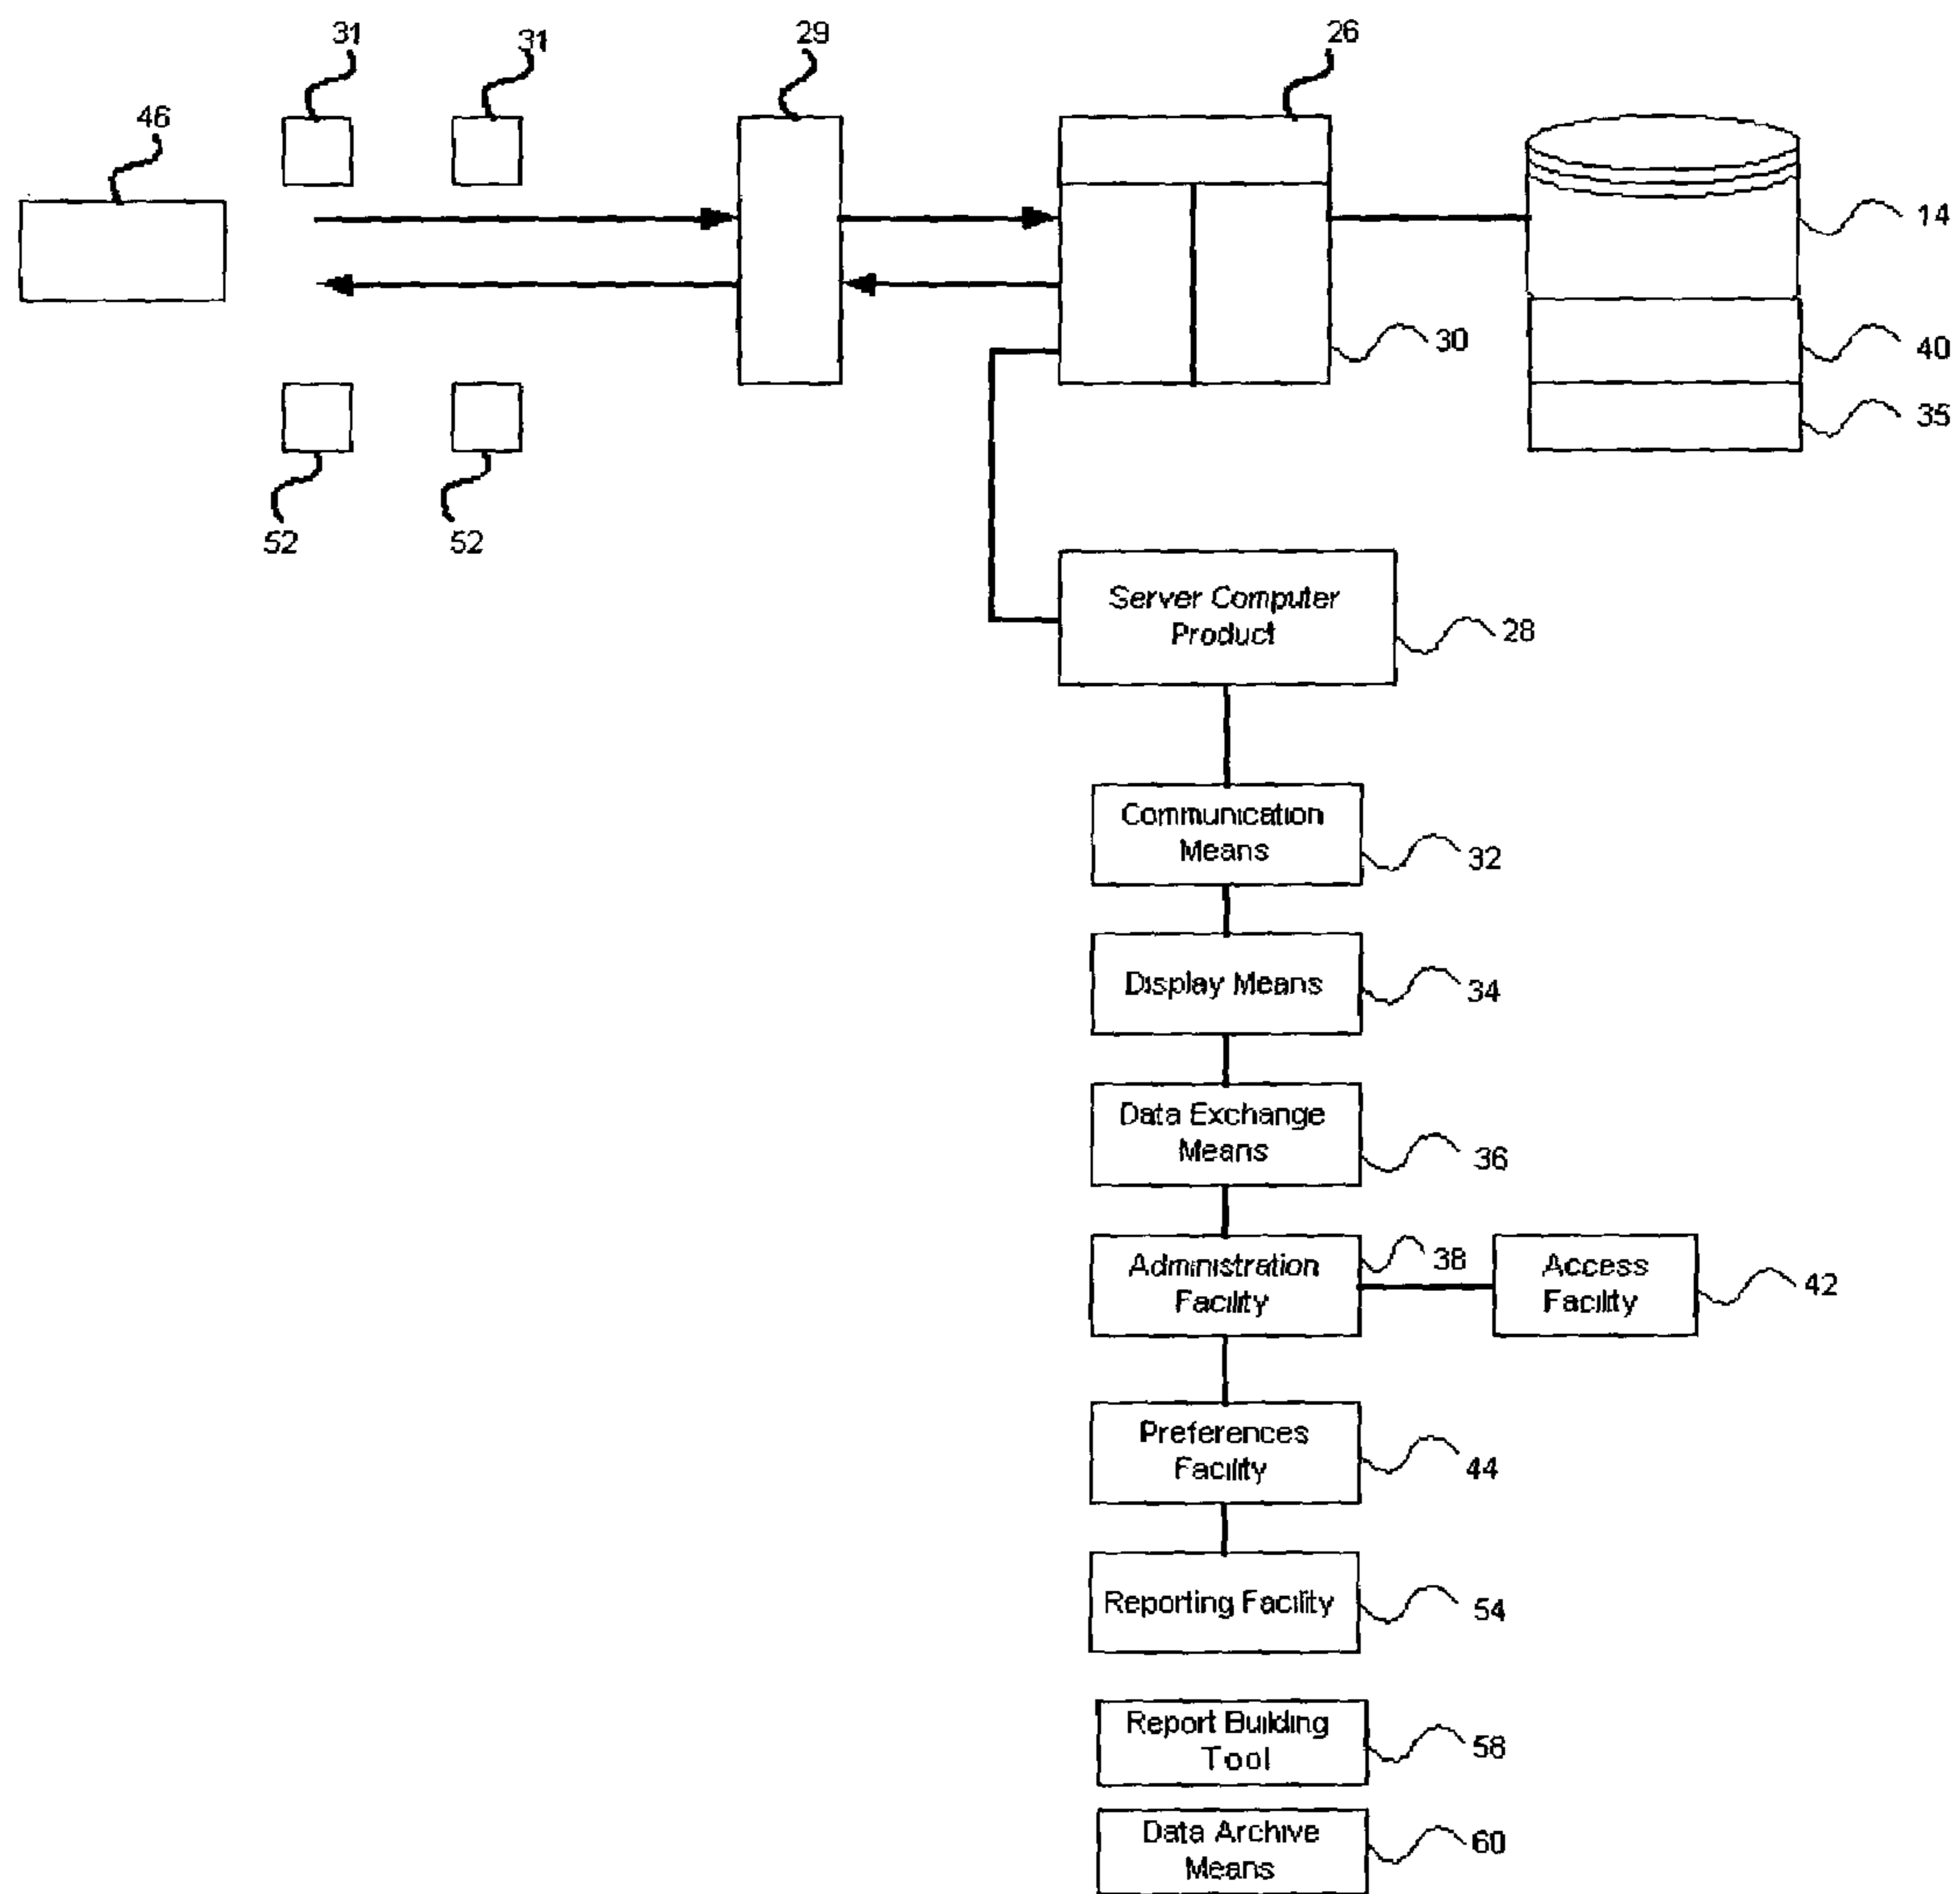 31
31
29
26
46
14
30
40
35
52
52
Server Computer
Product
28
Communication
Means
32
Display Means
34
Data Exchange
Means
36
Administration
Facility
38
Access
Facility
42
Preferences
Facility
44
Reporting Facility
54
Report Building
Tool
58
Data Archive
Means
60